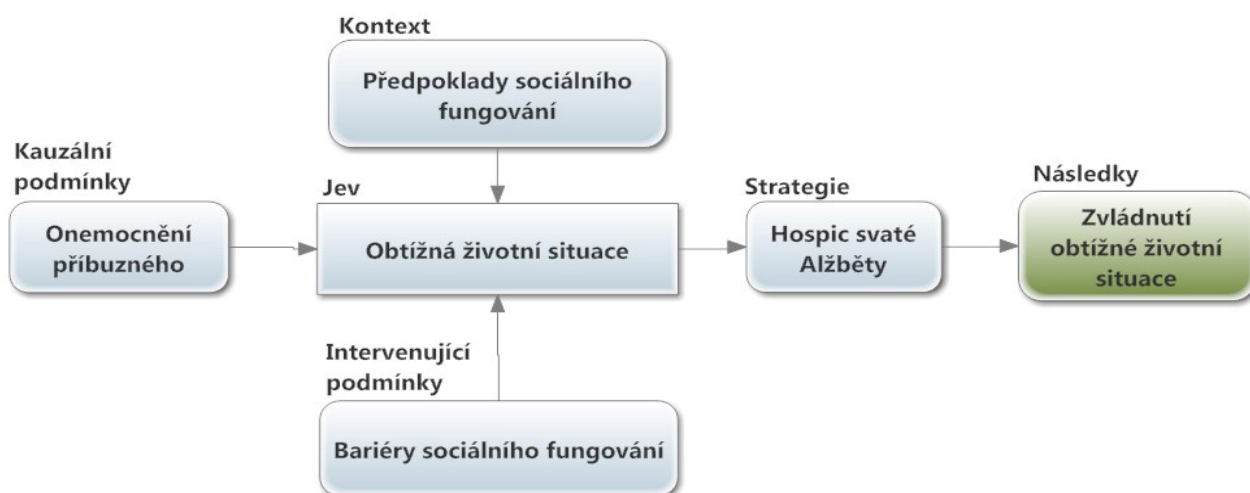 Kontext
Předpoklady sociálního
fungování
Kauzální
podmínky
Onemocnění
příbuzného
Jev
Obtížná životní situace
Strategie
Hospic svaté
Alžběty
Následky
Zvládnutí
obtížné životní
situace
Intervenující
podmínky
Bariéry sociálního fungování